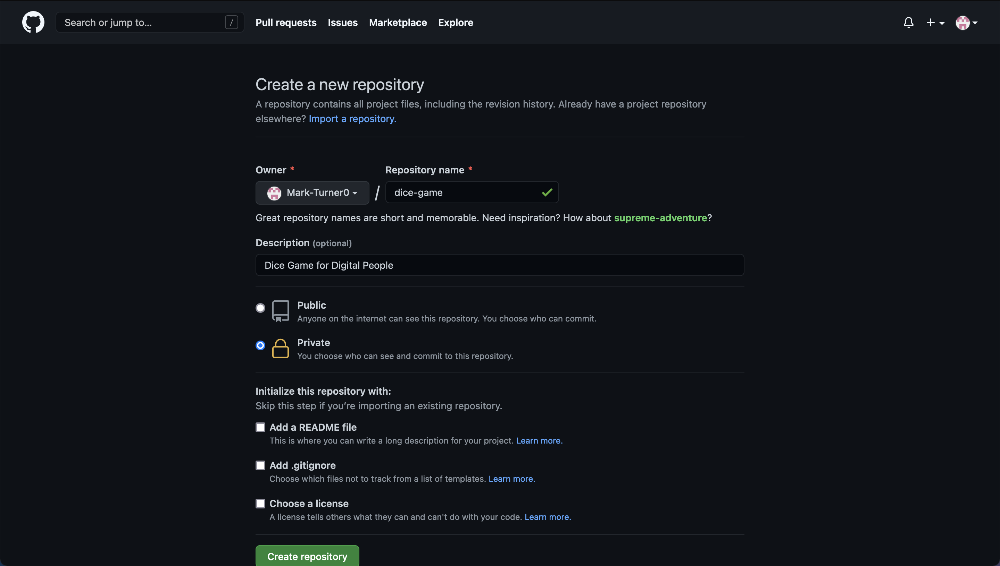 Search or jump to... /
Pull requests Issues Marketplace Explore
Create a new repository
A repository contains all project files, including the revision history. Already have a project repository
elsewhere? Import a repository.
Owner * Repository name *
Mark-Turner0 / dice-game
Great repository names are short and memorable. Need inspiration? How about supreme-adventure?
Description (optional)
Dice Game for Digital People
Public
Anyone on the internet can see this repository. You choose who can commit.
Private
You choose who can see and commit to this repository.
Initialize this repository with:
Skip this step if you’re importing an existing repository.
Add a README file
This is where you can write a long description for your project. Learn more.
Add .gitignore
Choose which files not to track from a list of templates. Learn more.
Choose a license
A license tells others what they can and can't do with your code. Learn more.
Create repository